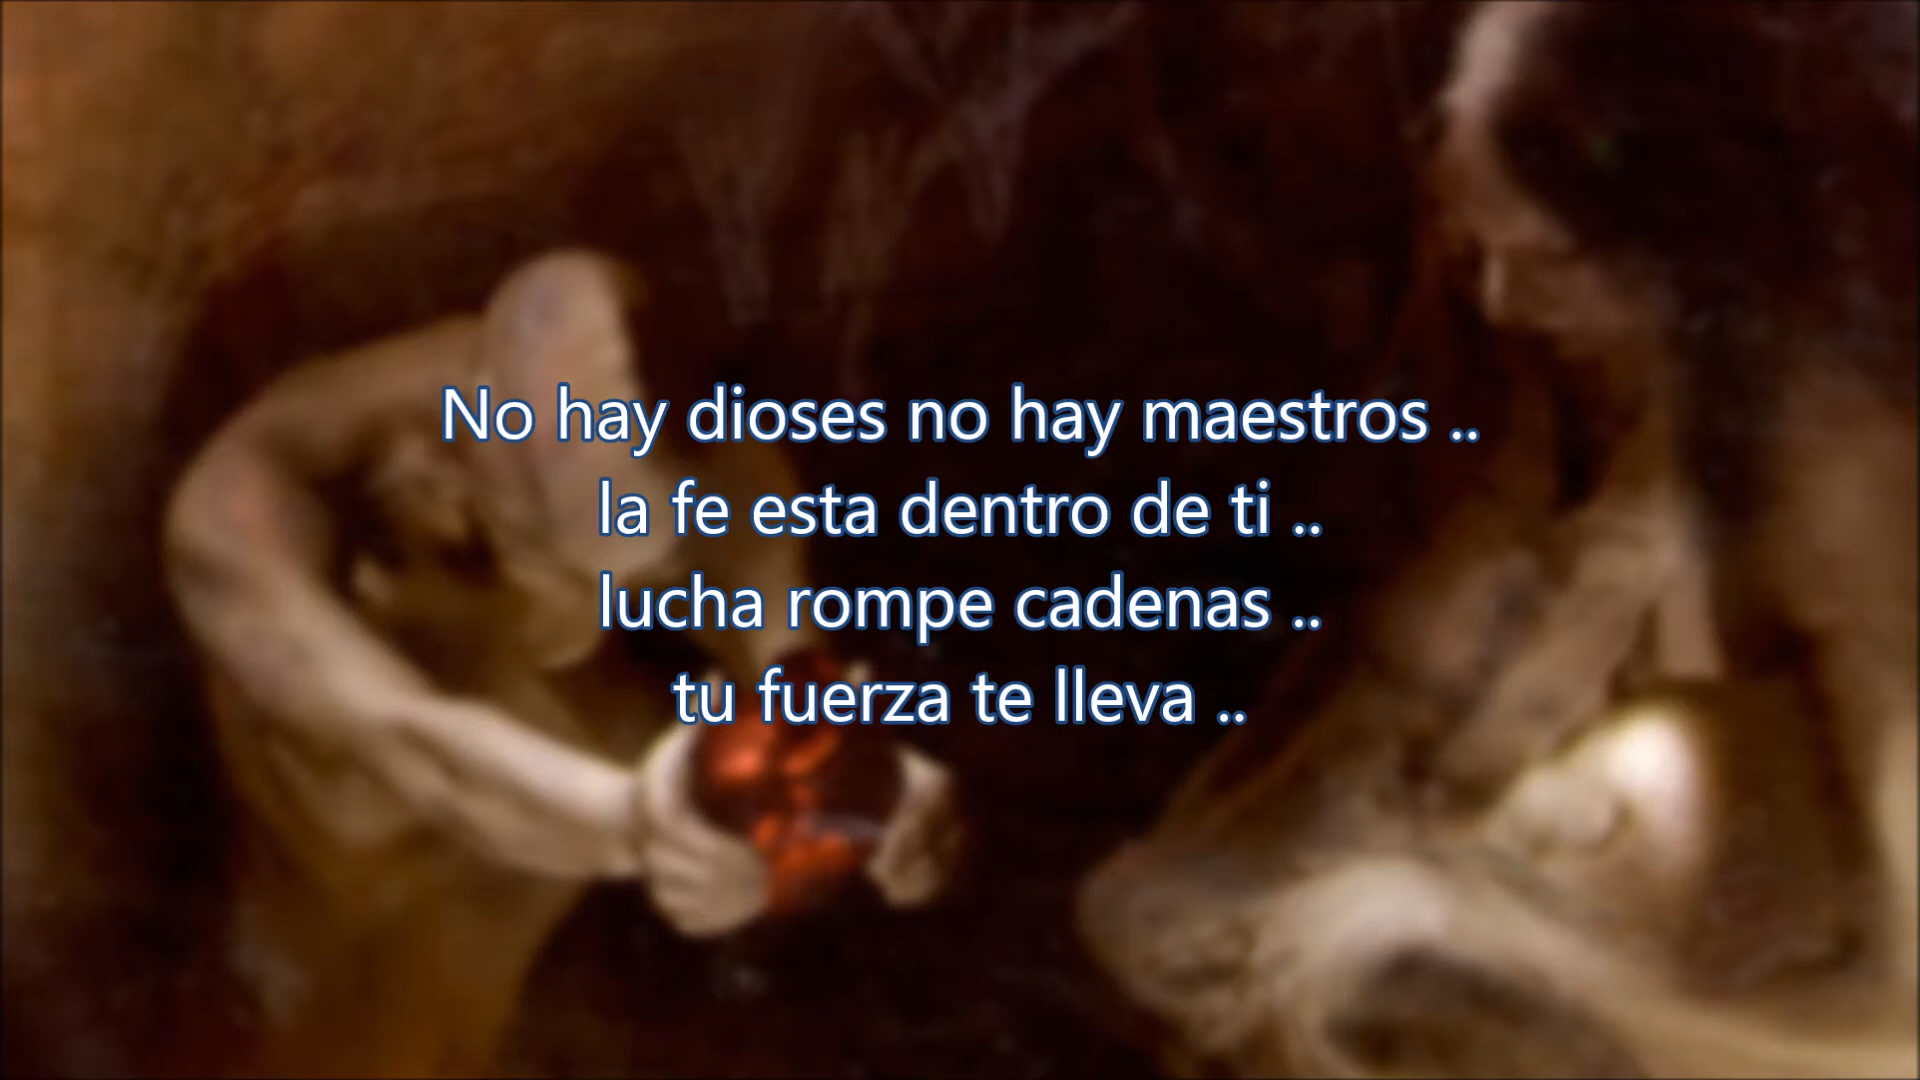 No hay dioses no hay maestros ..
la fe esta dentro de ti ..
lucha rompe cadenas ..
tu fuerza te lleva ..